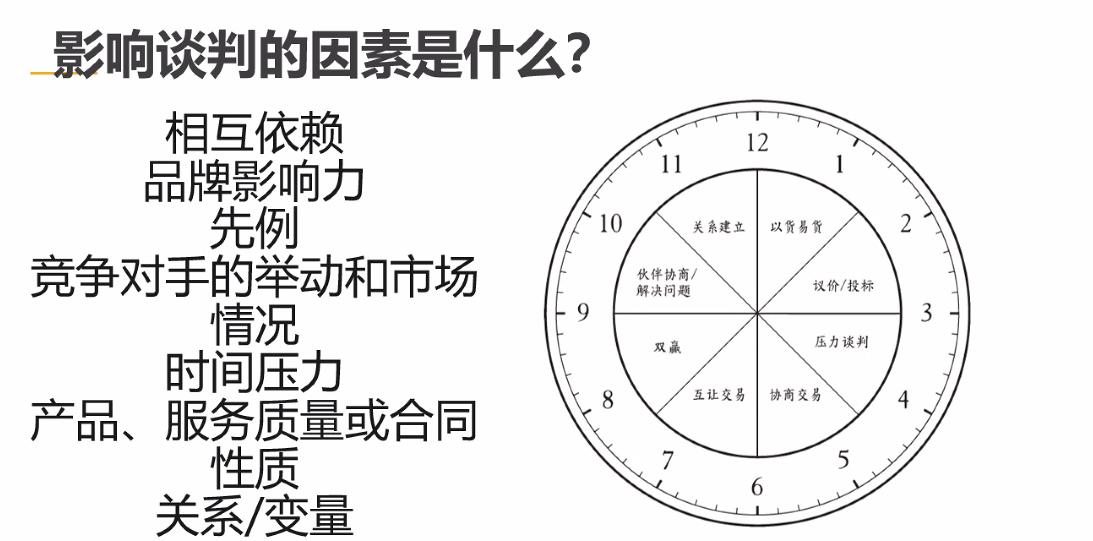 影响谈判的因素是什么？
相互依赖
品牌影响力
先例
竞争对手的举动和市场
情况
时间压力
产品、服务质量或合同
性质
关系/变量
12
1
2
3
4
5
6
7
8
9
10
11
关系建立
以货易货
伙伴协商/
解决问题
议价/投标
双赢
压力谈判
互让交易
协商交易